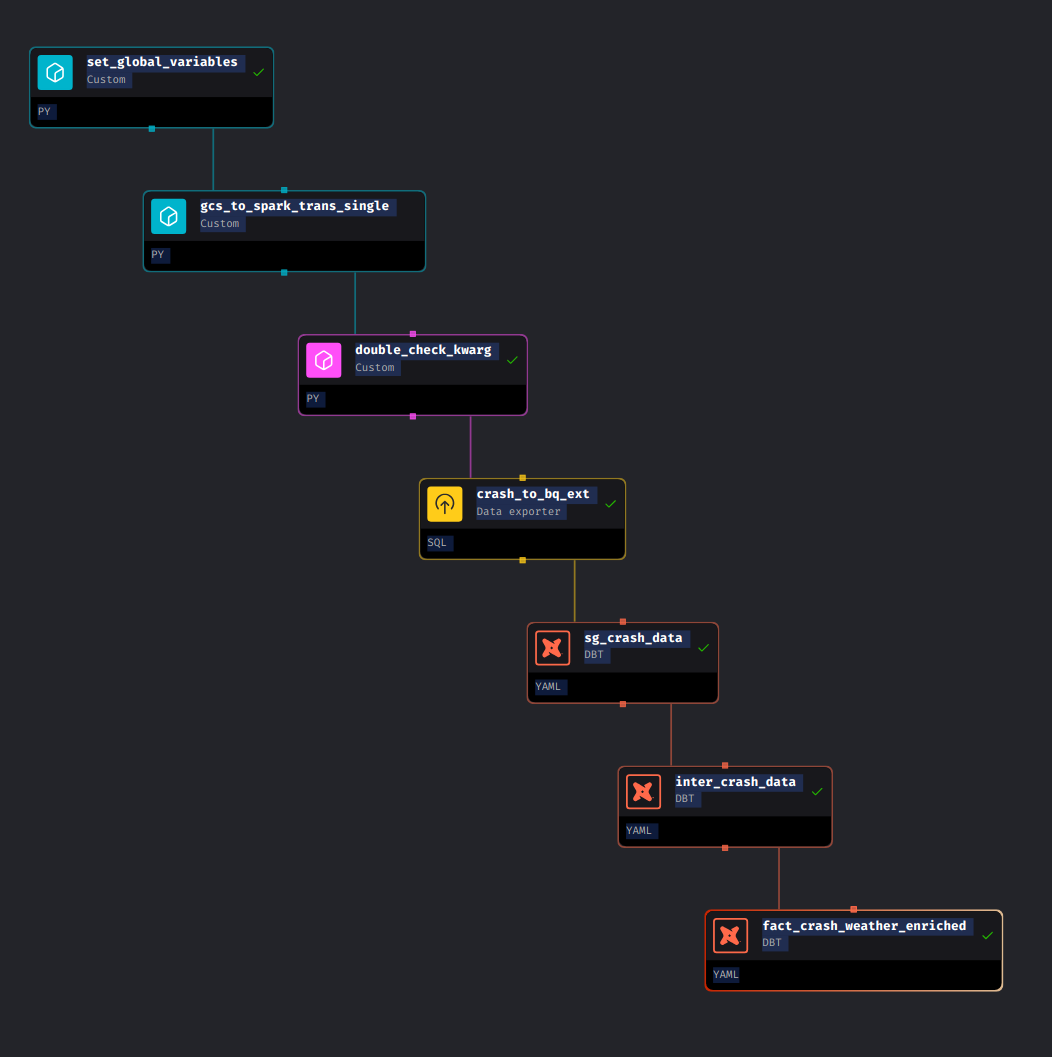 set_global_variables
Custom
PY
gcs_to_spark_trans_single
Custom
PY
double_check_kwarg
Custom
PY
crash_to_bq_ext
Data exporter
SQL
sg_crash_data
DBT
YAML
inter_crash_data
DBT
YAML
fact_crash_weather_enriched
DBT
YAML